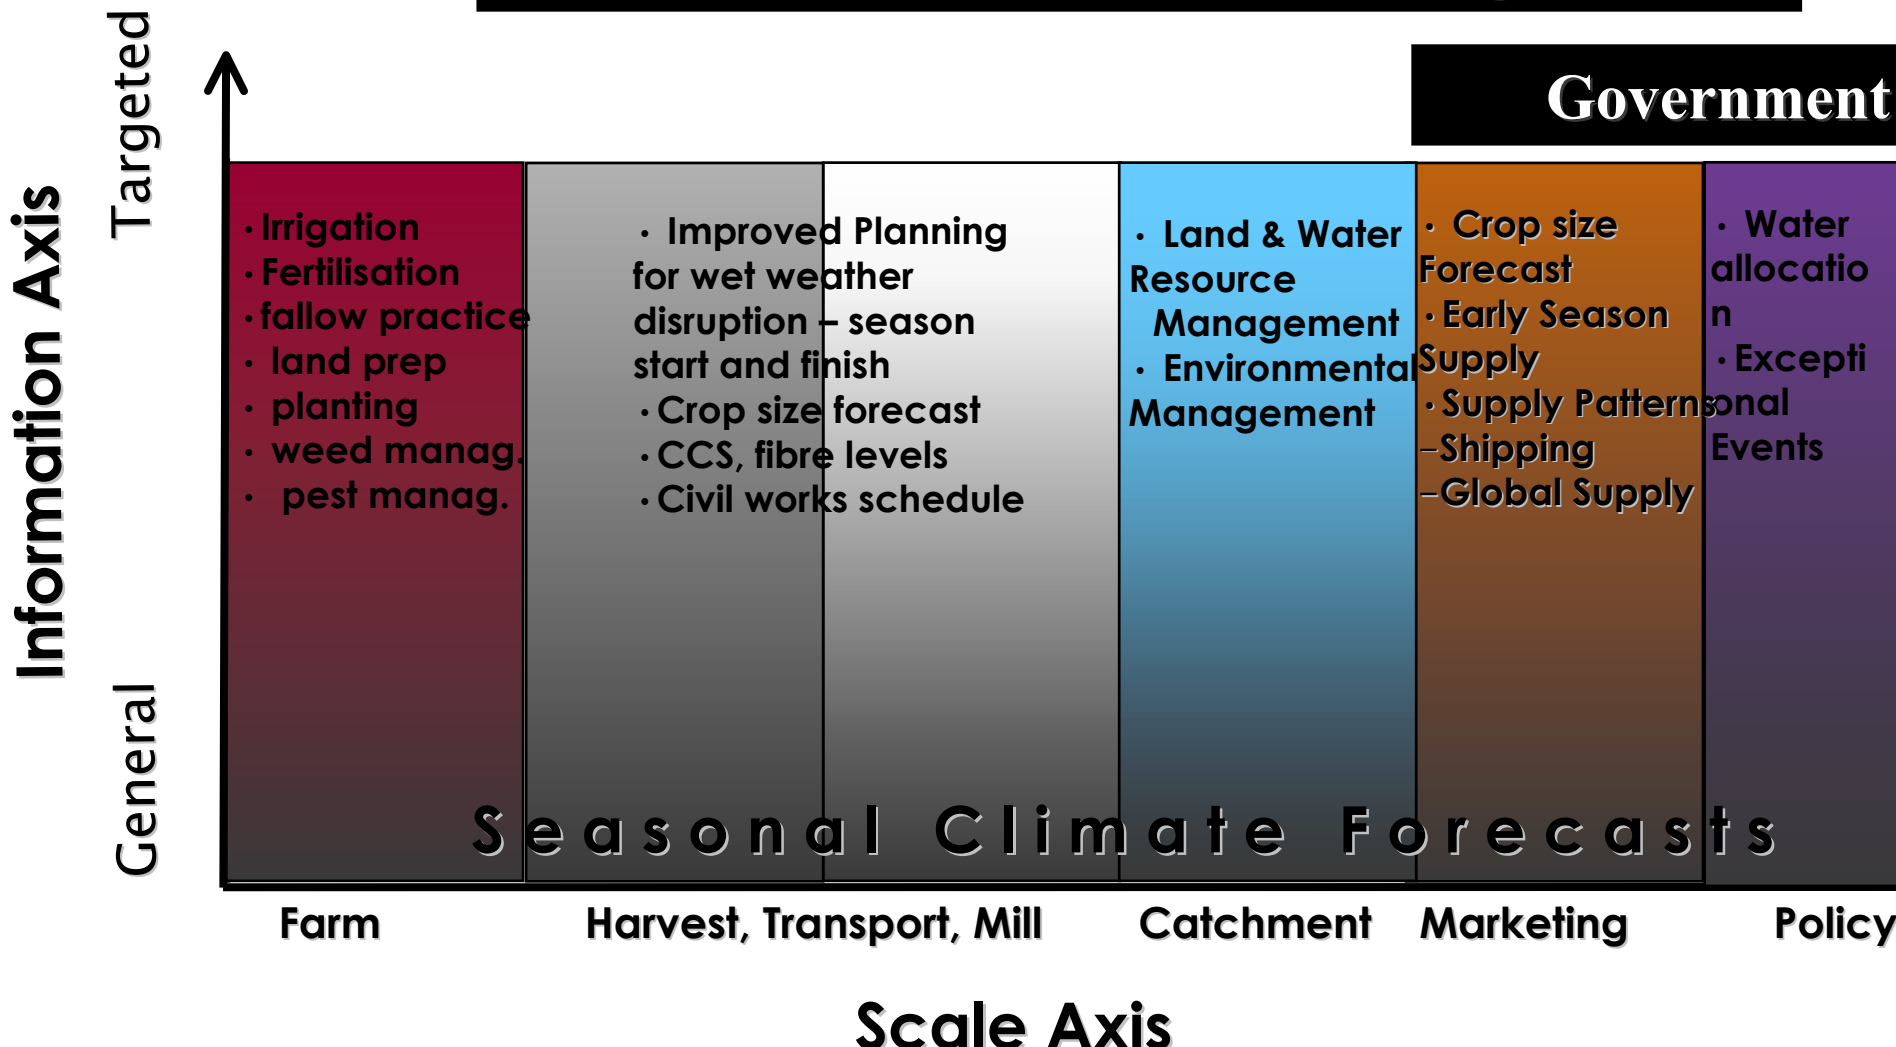 Government
Targeted
Information Axis
General
· Irrigation
· Fertilisation
· fallow practice
· land prep
· planting
· weed manag.
· pest manag.
· Improved Planning
for wet weather
disruption – season
start and finish
· Crop size forecast
· CCS, fibre levels
· Civil works schedule
· Land & Water
Resource
Management
· Environmental
Management
· Crop size
Forecast
· Early Season
Supply
· Supply Patterns
–Shipping
–Global Supply
· Water
allocatio
n
· Excepti
onal
Events
Seasonal Climate Forecasts
Farm
Harvest, Transport, Mill
Catchment
Marketing
Policy
Scale Axis